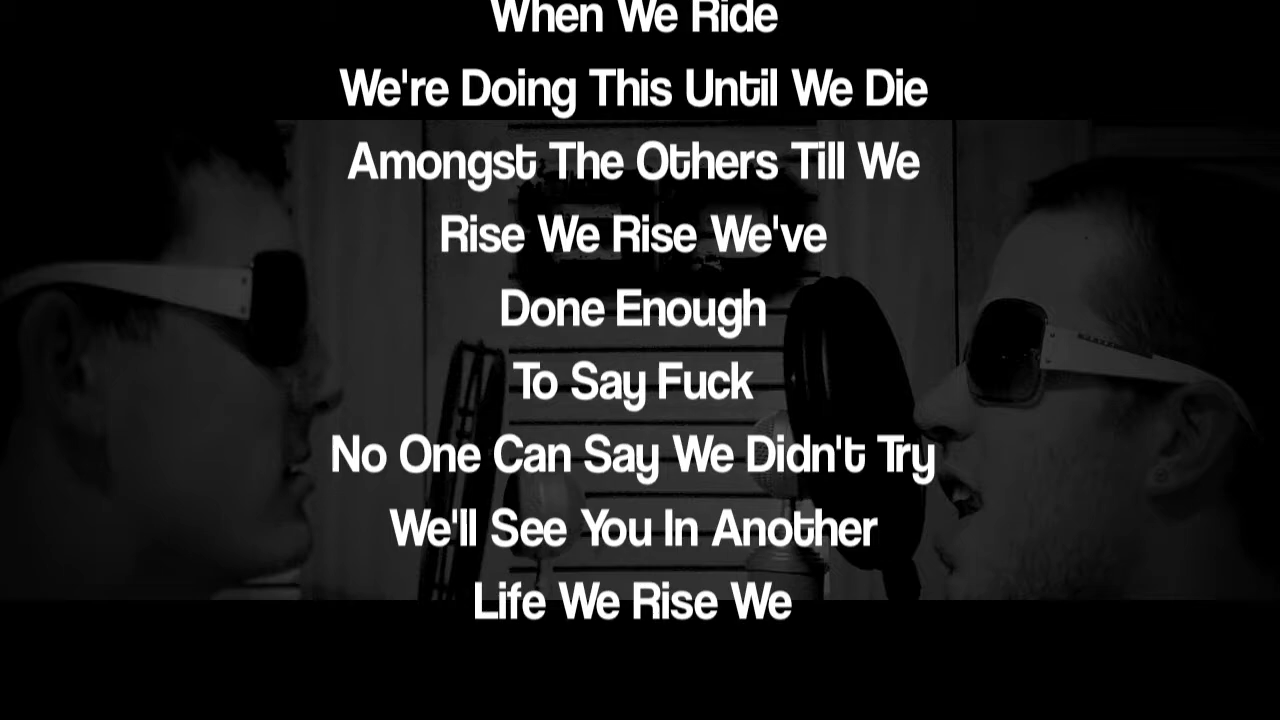 When We Ride
We're Doing This Until We Die
Amongst The Others Till We
Rise We Rise We've
Done Enough
To Say Fuck
No One Can Say We Didn't Try
We'll See You In Another
Life We Rise We